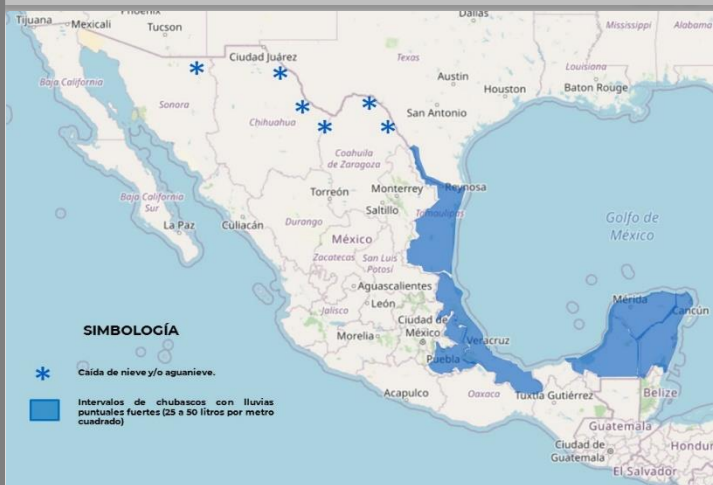 Phoenix
Dallas
Tijuana
Mexicali
Tucson
Mississippi
Alabama
Ciudad Juárez
Texas
Louisiana
Baja California
Austin
Houston
Baton Rouge
Sonora
San Antonio
Chihuahua
Coahuila
de Zaragoza
Torreón
Monterrey
Reynosa
Baja California
Sur
Saltillo
Tamaulipas
La Paz
Culiacán
Durango
Golfo de
México
México
Zacatecas
San Luis
Potosí
Aguascalientes
Mérida
Cancún
León
Jalisco
Ciudad de
México
SIMBOLOGÍA
Morelia
Veracruz
Puebla
Caída de nieve y/o aguanieve.
Acapulco
Oaxaca
Tuxtla Gutiérrez
Belize
Intervalos de chubascos con lluvias
puntuales fuertes (25 a 50 litros por metro
cuadrado)
Guatemala
Ciudad de
Guatemala
Hondur
El Salvador